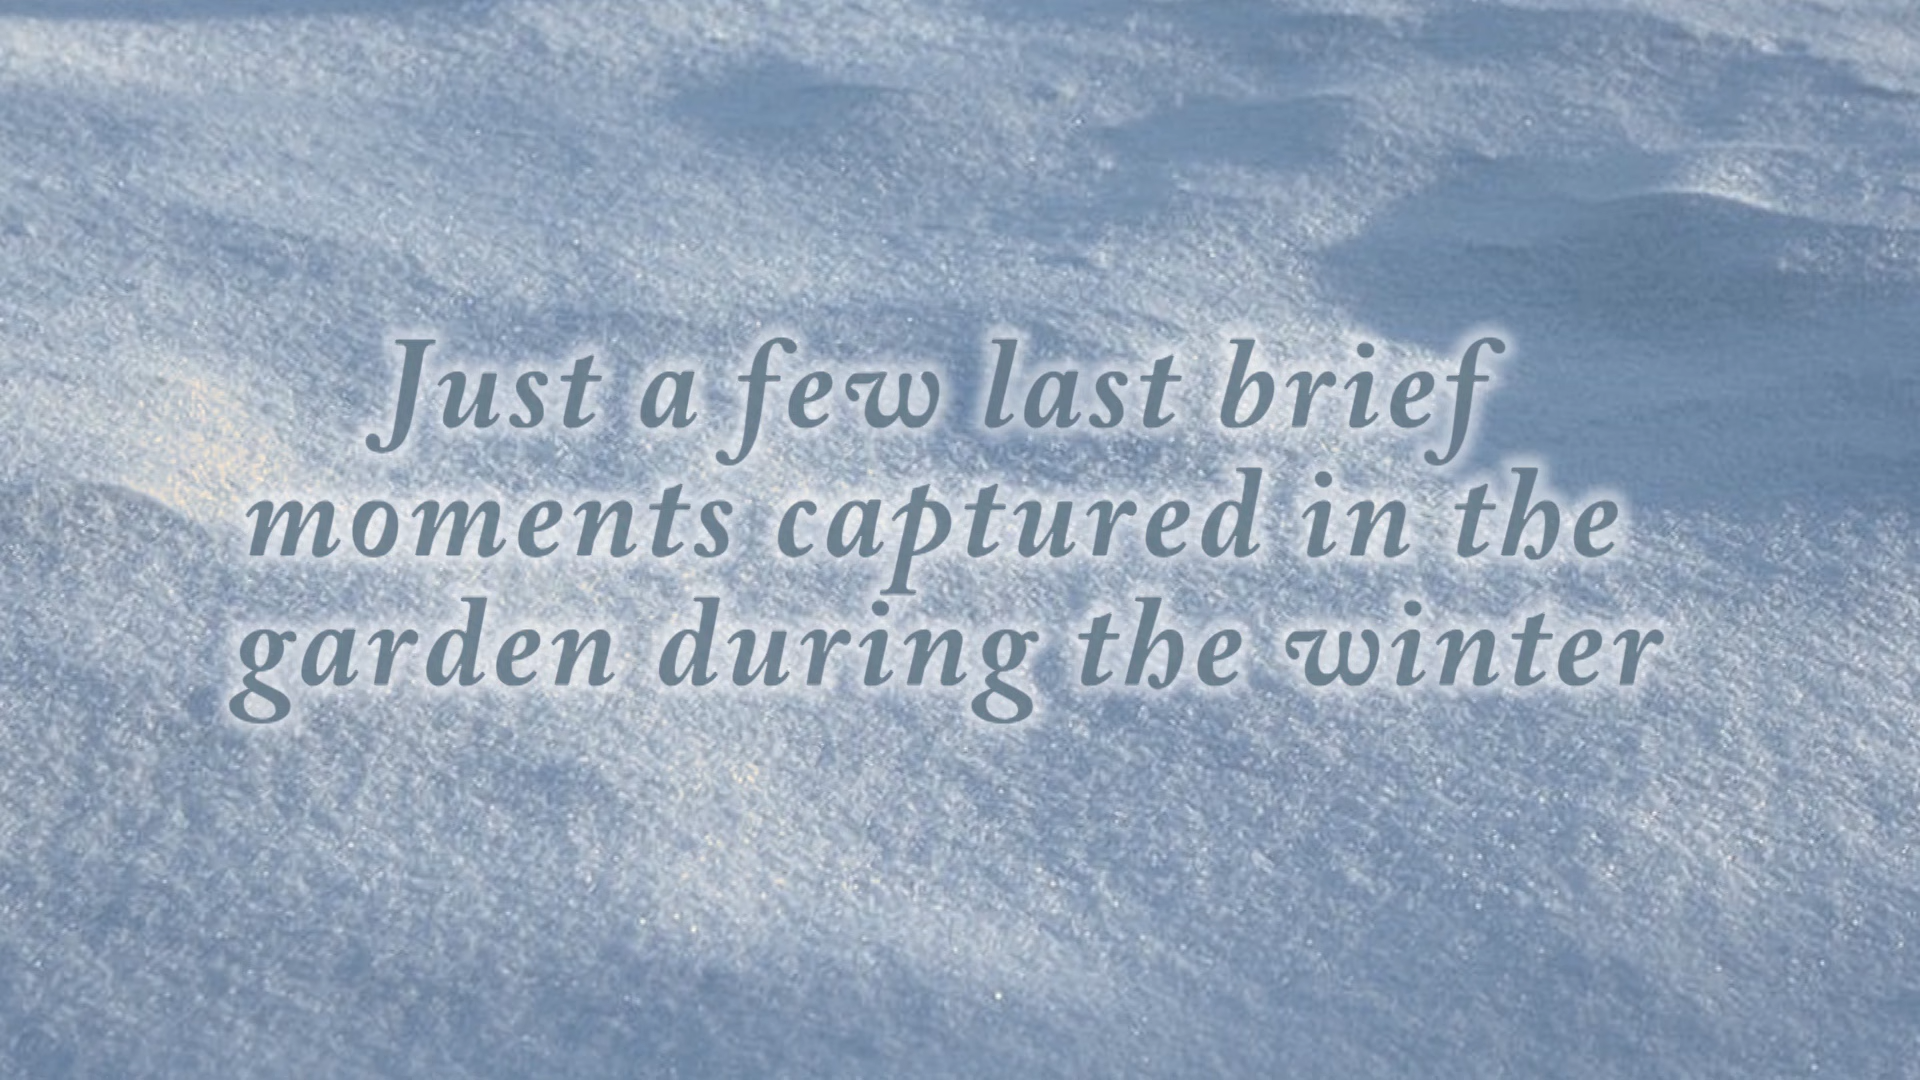 Just a few last brief
moments captured in the
garden during the winter